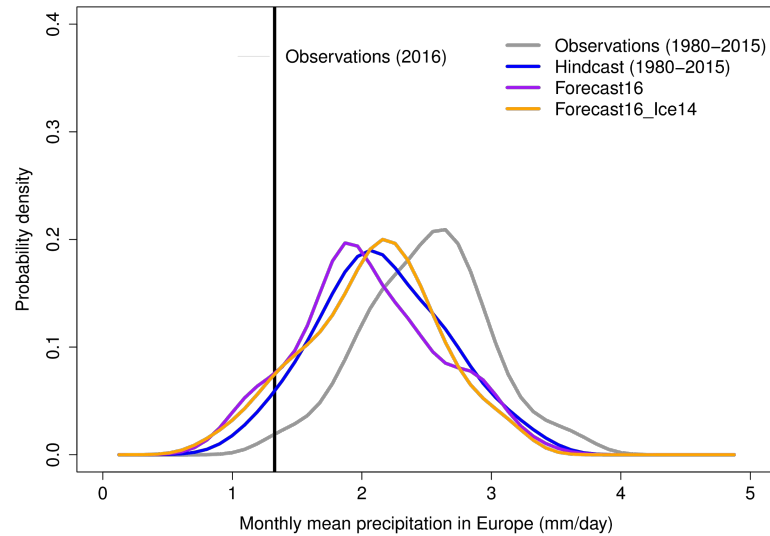 Observations (2016)
Observations (1980−2015)
Hindcast (1980−2015)
Forecast16
Forecast16_Ice14
Probability density
0.4
0.3
0.2
0.1
0.0
0 1 2 3 4 5
Monthly mean precipitation in Europe (mm/day)